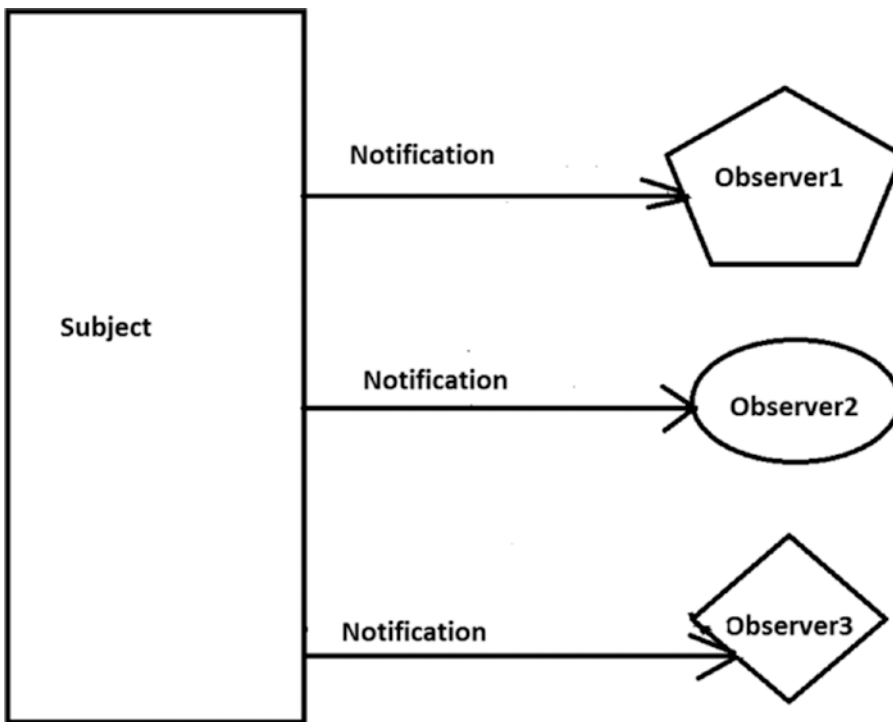 Notification
Observer1
Subject
Notification
Observer2
Notification
Observer3